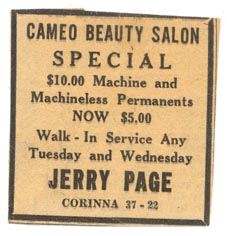 CAMEO BEAUTY SALON
SPECIAL
$10.00 Machine and
Machineless Permanents
NOW $5.00
Walk - In Service Any
Tuesday and Wednesday
JERRY PAGE
CORINNA 37 - 22